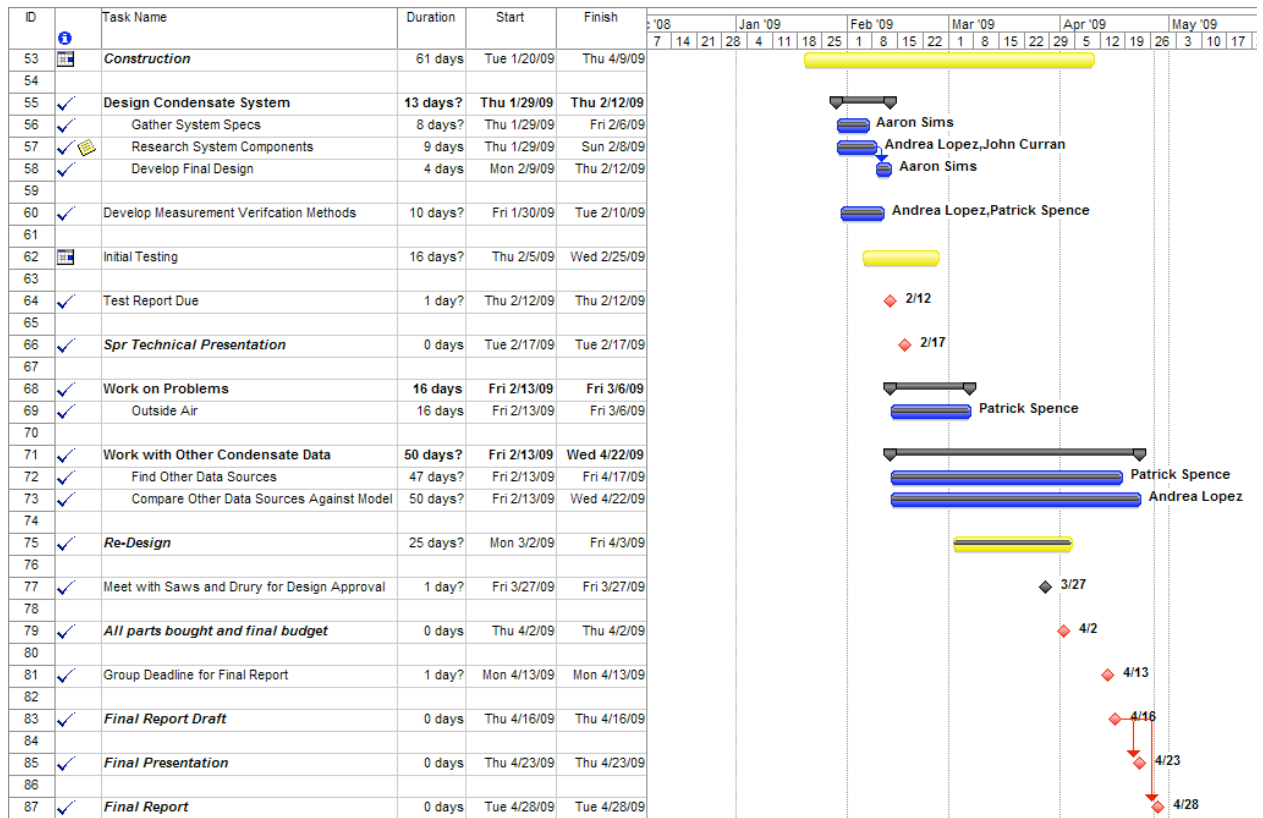 ID Task Name Duration Start Finish '08 Jan '09 Feb '09 Mar '09 Apr '09 May '09
7 14 21 28 4 11 18 25 1 8 15 22 1 8 15 22 29 5 12 19 26 3 10 17
53 Construction 61 days Tue 1/20/09 Thu 4/9/09
54
55 Design Condensate System 13 days? Thu 1/29/09 Thu 2/12/09
56 Gather System Specs 8 days? Thu 1/29/09 Fri 2/6/09 Aaron Sims
57 Research System Components 9 days Thu 1/29/09 Sun 2/8/09 Andrea Lopez,John Curran
58 Develop Final Design 4 days Mon 2/9/09 Thu 2/12/09 Aaron Sims
59
60 Develop Measurement Verifcation Methods 10 days? Fri 1/30/09 Tue 2/10/09 Andrea Lopez,Patrick Spence
61
62 Initial Testing 16 days? Thu 2/5/09 Wed 2/25/09
63
64 Test Report Due 1 day? Thu 2/12/09 Thu 2/12/09 2/12
65
66 Spr Technical Presentation 0 days Tue 2/17/09 Tue 2/17/09 2/17
67
68 Work on Problems 16 days Fri 2/13/09 Fri 3/6/09
69 Outside Air 16 days Fri 2/13/09 Fri 3/6/09 Patrick Spence
70
71 Work with Other Condensate Data 50 days? Fri 2/13/09 Wed 4/22/09
72 Find Other Data Sources 47 days? Fri 2/13/09 Fri 4/17/09 Patrick Spence
73 Compare Other Data Sources Against Model 50 days? Fri 2/13/09 Wed 4/22/09 Andrea Lopez
74
75 Re-Design 25 days? Mon 3/2/09 Fri 4/3/09
76
77 Meet with Saws and Drury for Design Approval 1 day? Fri 3/27/09 Fri 3/27/09 3/27
78
79 All parts bought and final budget 0 days Thu 4/2/09 Thu 4/2/09 4/2
80
81 Group Deadline for Final Report 1 day? Mon 4/13/09 Mon 4/13/09 4/13
82
83 Final Report Draft 0 days Thu 4/16/09 Thu 4/16/09 4/16
84
85 Final Presentation 0 days Thu 4/23/09 Thu 4/23/09 4/23
86
87 Final Report 0 days Tue 4/28/09 Tue 4/28/09 4/28